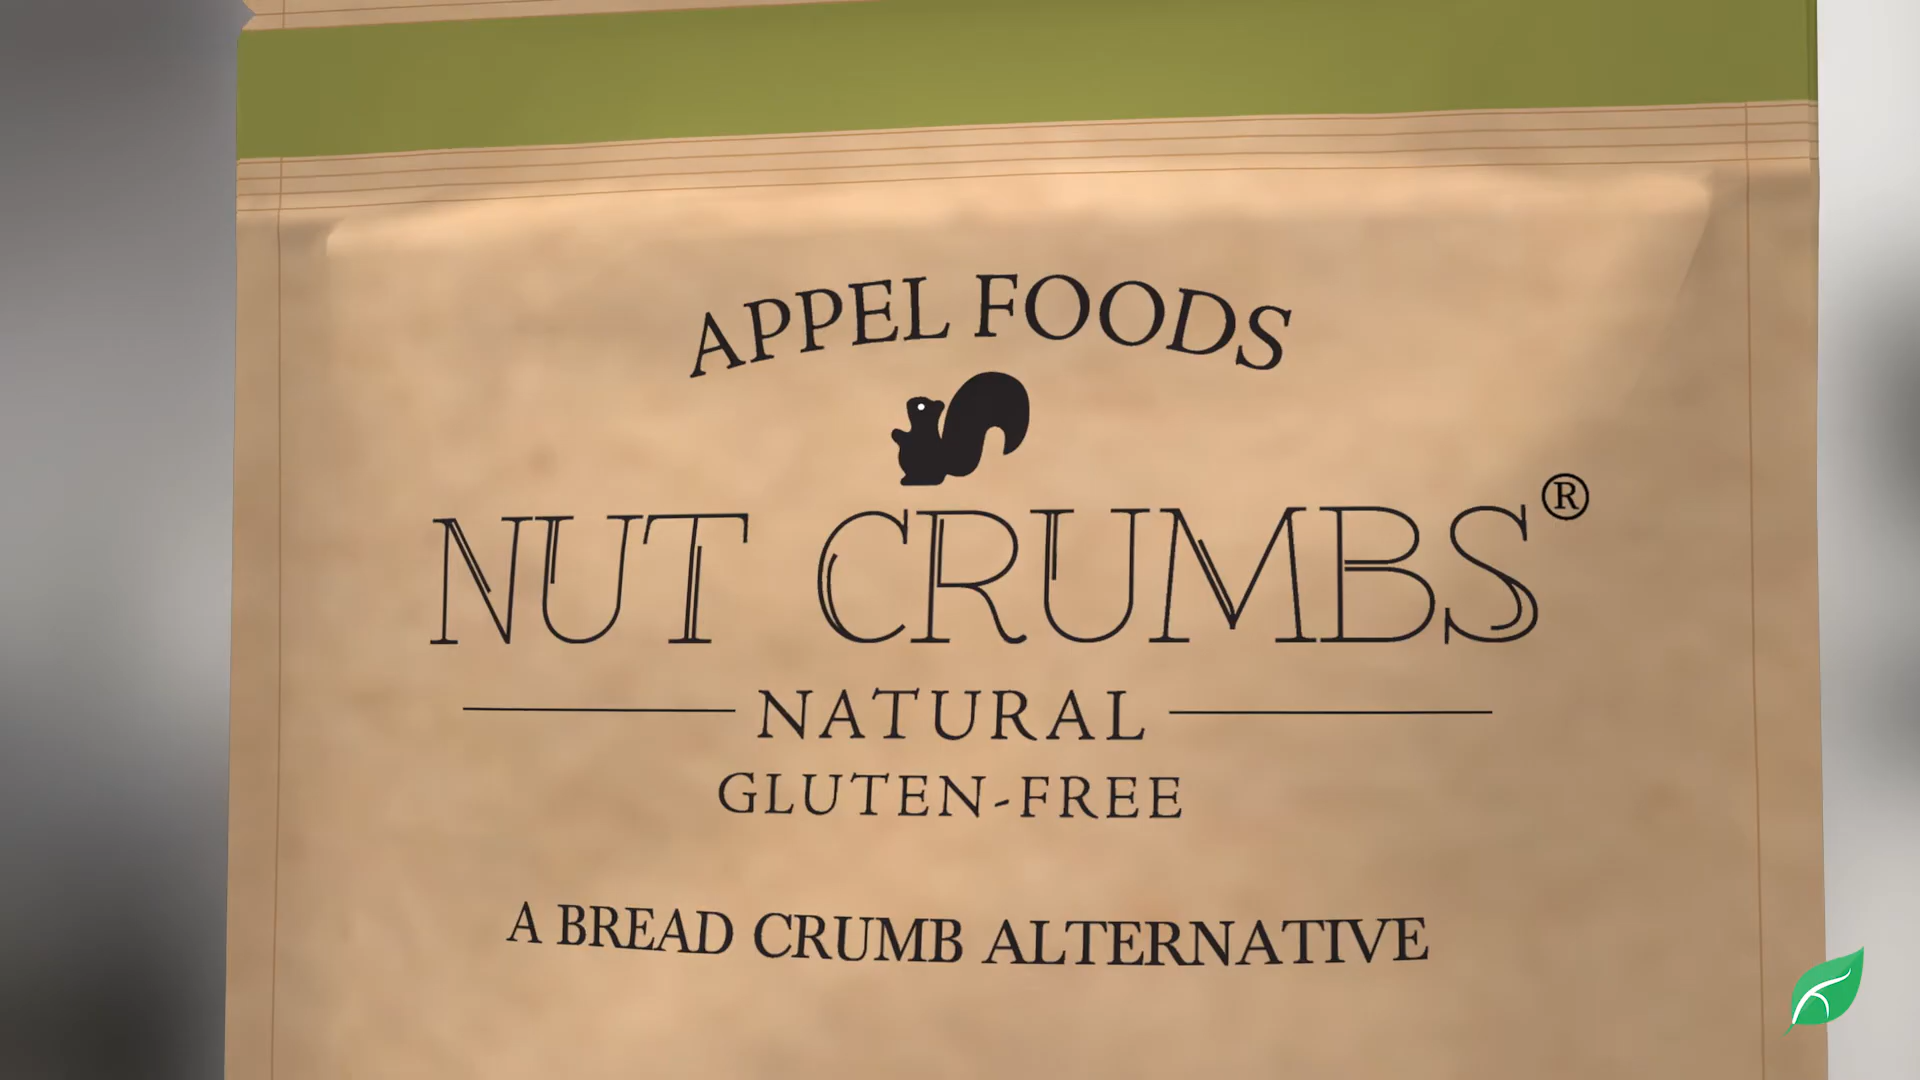 APPEL FOODS
NUT CRUMBS®
NATURAL
GLUTEN-FREE
A BREAD CRUMB ALTERNATIVE